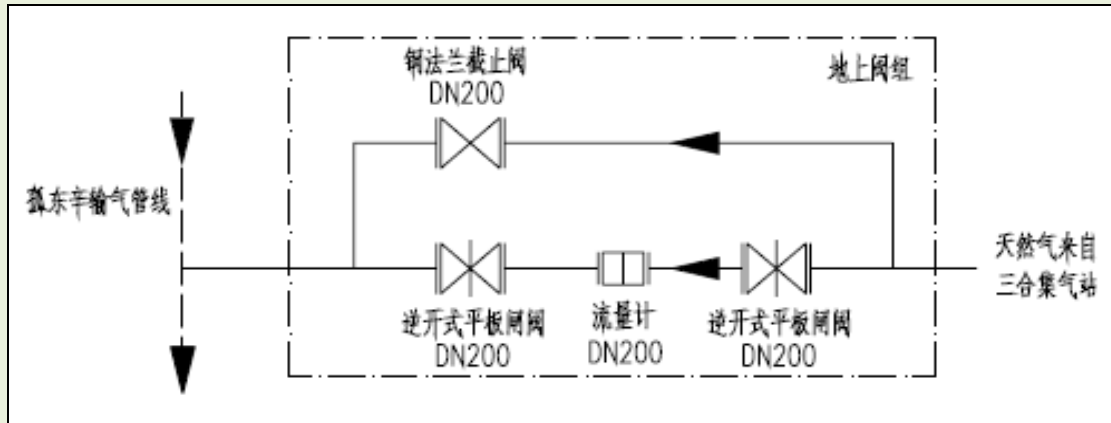 钢法兰截止阀
DN200
地上阀组
孤东辛输气管线
天然气来自
三合集气站
逆开式平板闸阀
DN200
流量计
DN200
逆开式平板闸阀
DN200